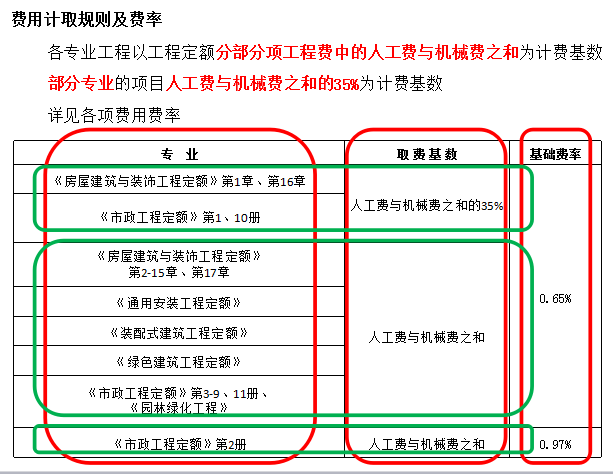 费用计取规则及费率
各专业工程以工程定额分部分项工程费中的人工费与机械费之和为计费基数
部分专业的项目人工费与机械费之和的35%为计费基数
详见各项费用费率
专 业 取费基数 基础费率
《房屋建筑与装饰工程定额》第1章、第16章
人工费与机械费之和的35%
《市政工程定额》第1、10册
《房屋建筑与装饰工程定额》
第2-15章、第17章
《通用安装工程定额》
0.65%
《装配式建筑工程定额》
人工费与机械费之和
《绿色建筑工程定额》
《市政工程定额》第3-9、11册、
《园林绿化工程》
《市政工程定额》第2册 人工费与机械费之和 0.97%